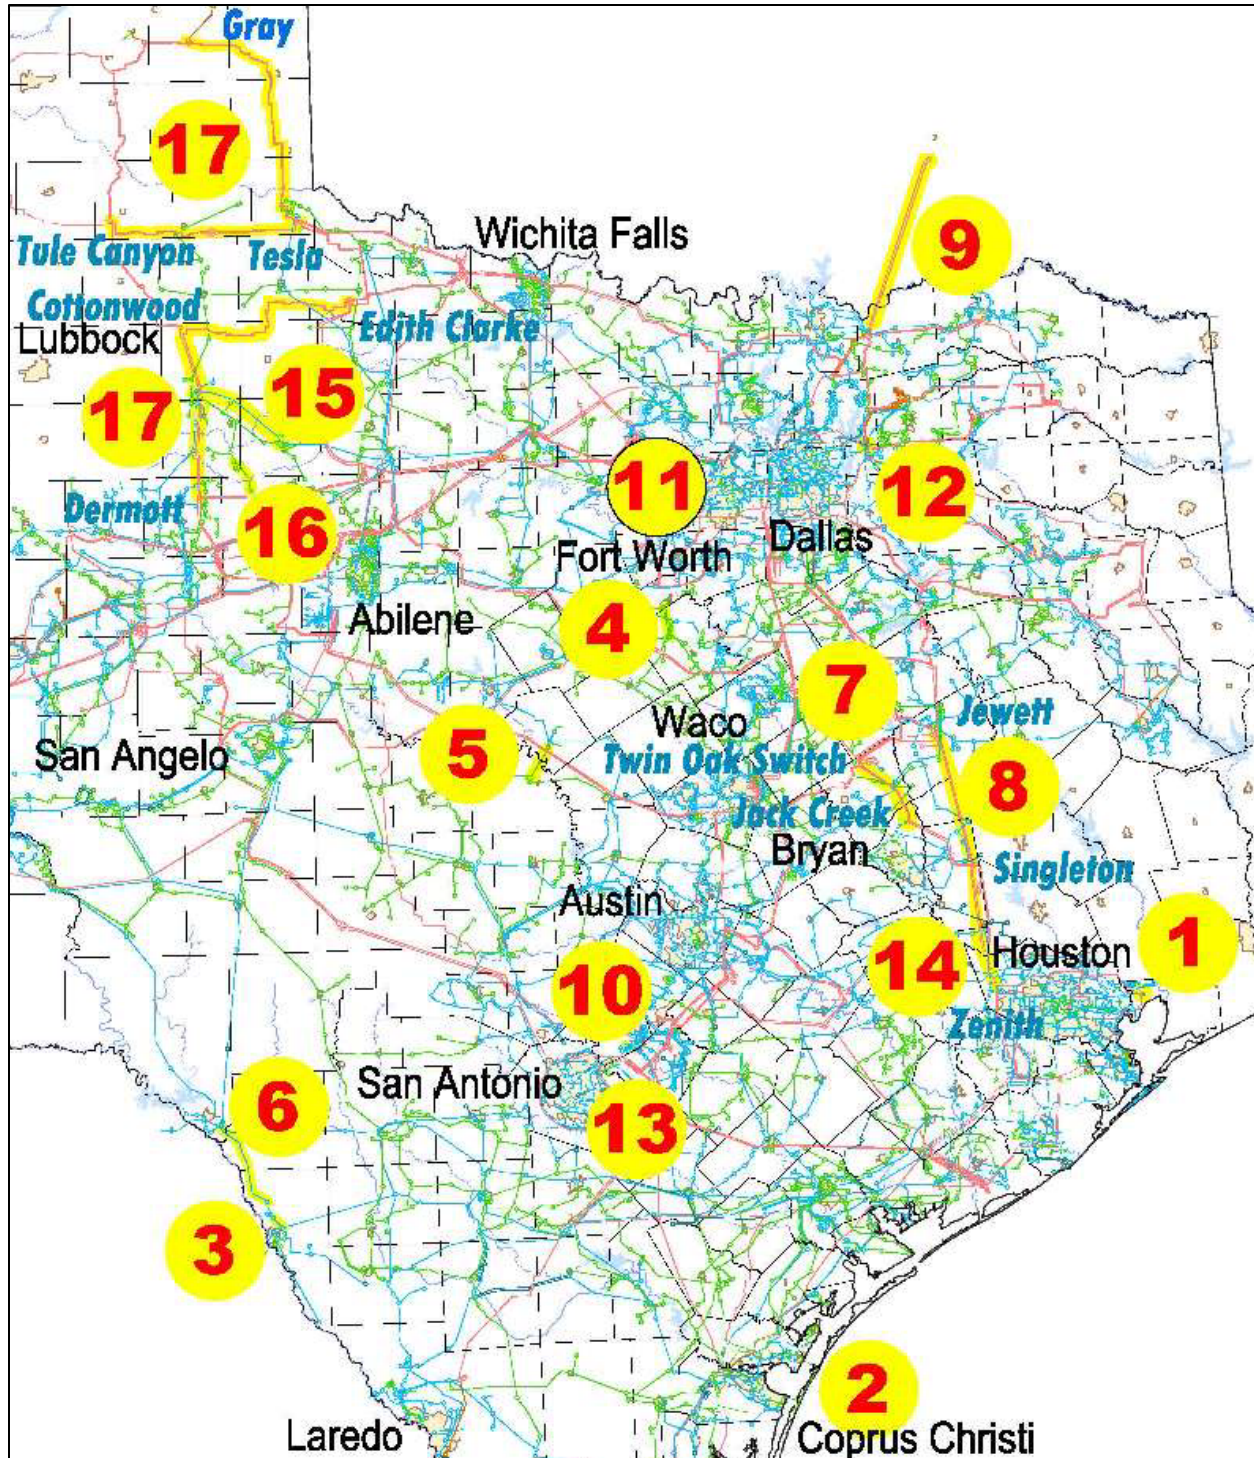 Gray
17
9
Wichita Falls
Tule Canyon
Tesla
Cottonwood
Edith Clarke
Lubbock
15
17
11
12
Dermott
16
Fort Worth
Dallas
Abilene
4
7
Jewett
Waco
San Angelo
5
Twin Oak Switch
8
Jack Creek
Bryan
Singleton
Austin
1
14
Houston
10
Zenith
San Antonio
6
13
3
2
Laredo
Coprus Christi